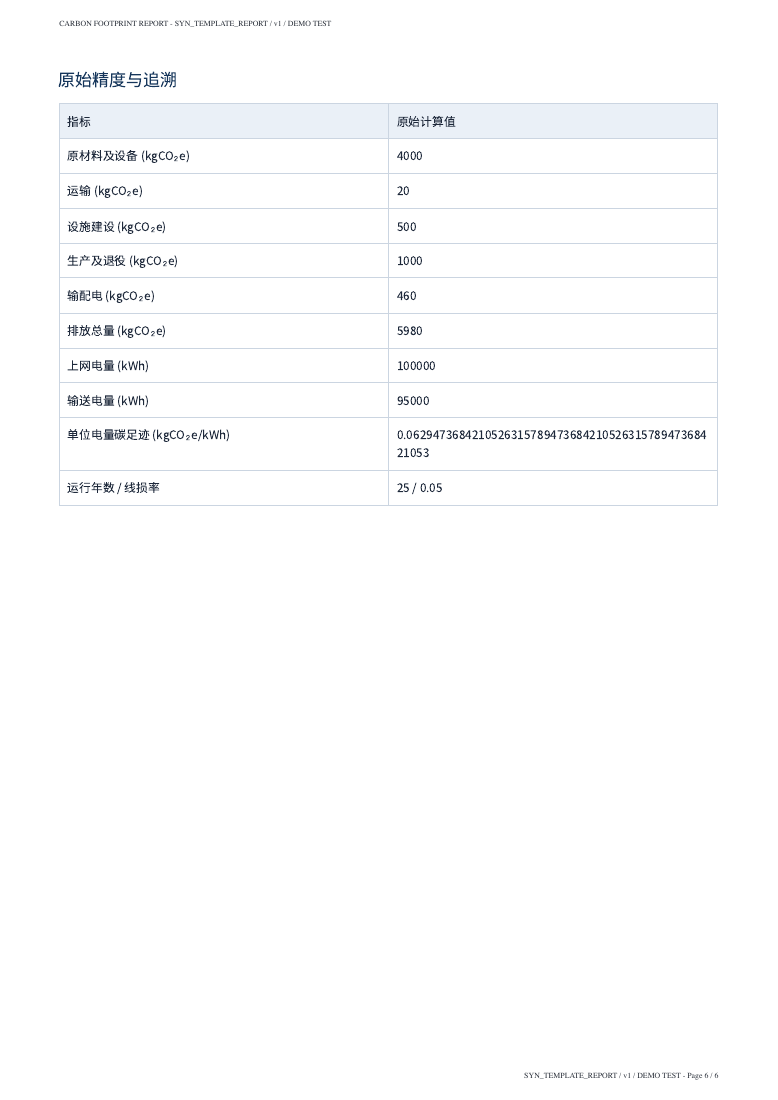 CARBON FOOTPRINT REPORT - SYN_TEMPLATE_REPORT / v1 / DEMO TEST
原始精度与追溯
指标 原始计算值
原材料及设备 (kgCO₂e) 4000
运输 (kgCO₂e) 20
设施建设 (kgCO₂e) 500
生产及退役 (kgCO₂e) 1000
输配电 (kgCO₂e) 460
排放总量 (kgCO₂e) 5980
上网电量 (kWh) 100000
输送电量 (kWh) 95000
单位电量碳足迹 (kgCO₂e/kWh) 0.0629473684210526315789473684210526315789473684
21053
运行年数 / 线损率 25 / 0.05
SYN_TEMPLATE_REPORT / v1 / DEMO TEST - Page 6 / 6